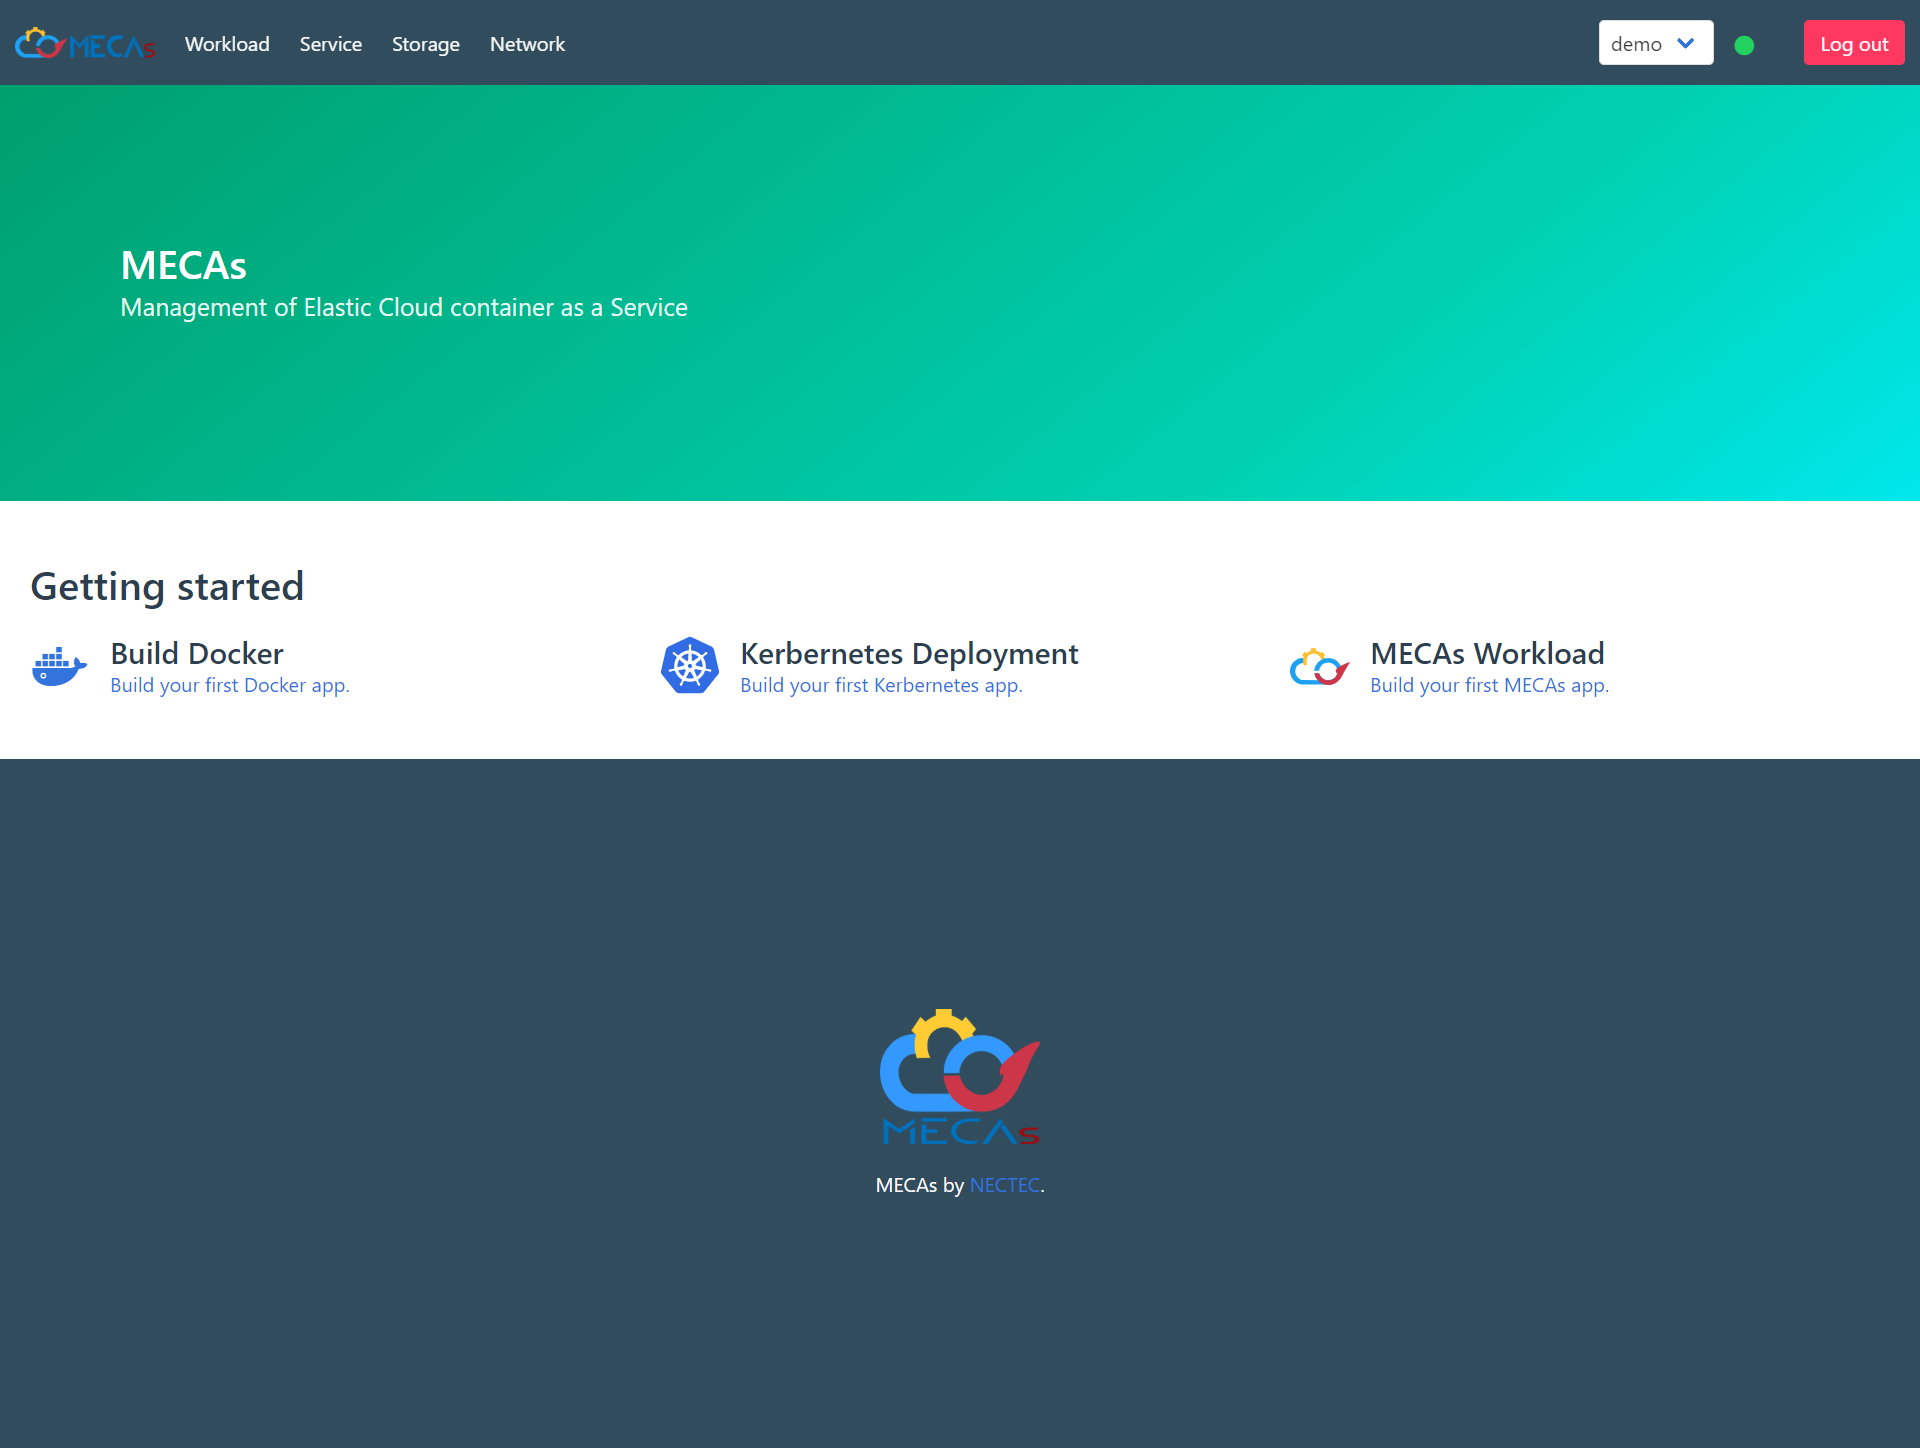 MECAs Workload Service Storage Network demo Log out
MECAs
Management of Elastic Cloud container as a Service
Getting started
Build Docker
Build your first Docker app.
Kerbernetes Deployment
Build your first Kerbernetes app.
MECAs Workload
Build your first MECAs app.
MECAs
MECAs by NECTEC.